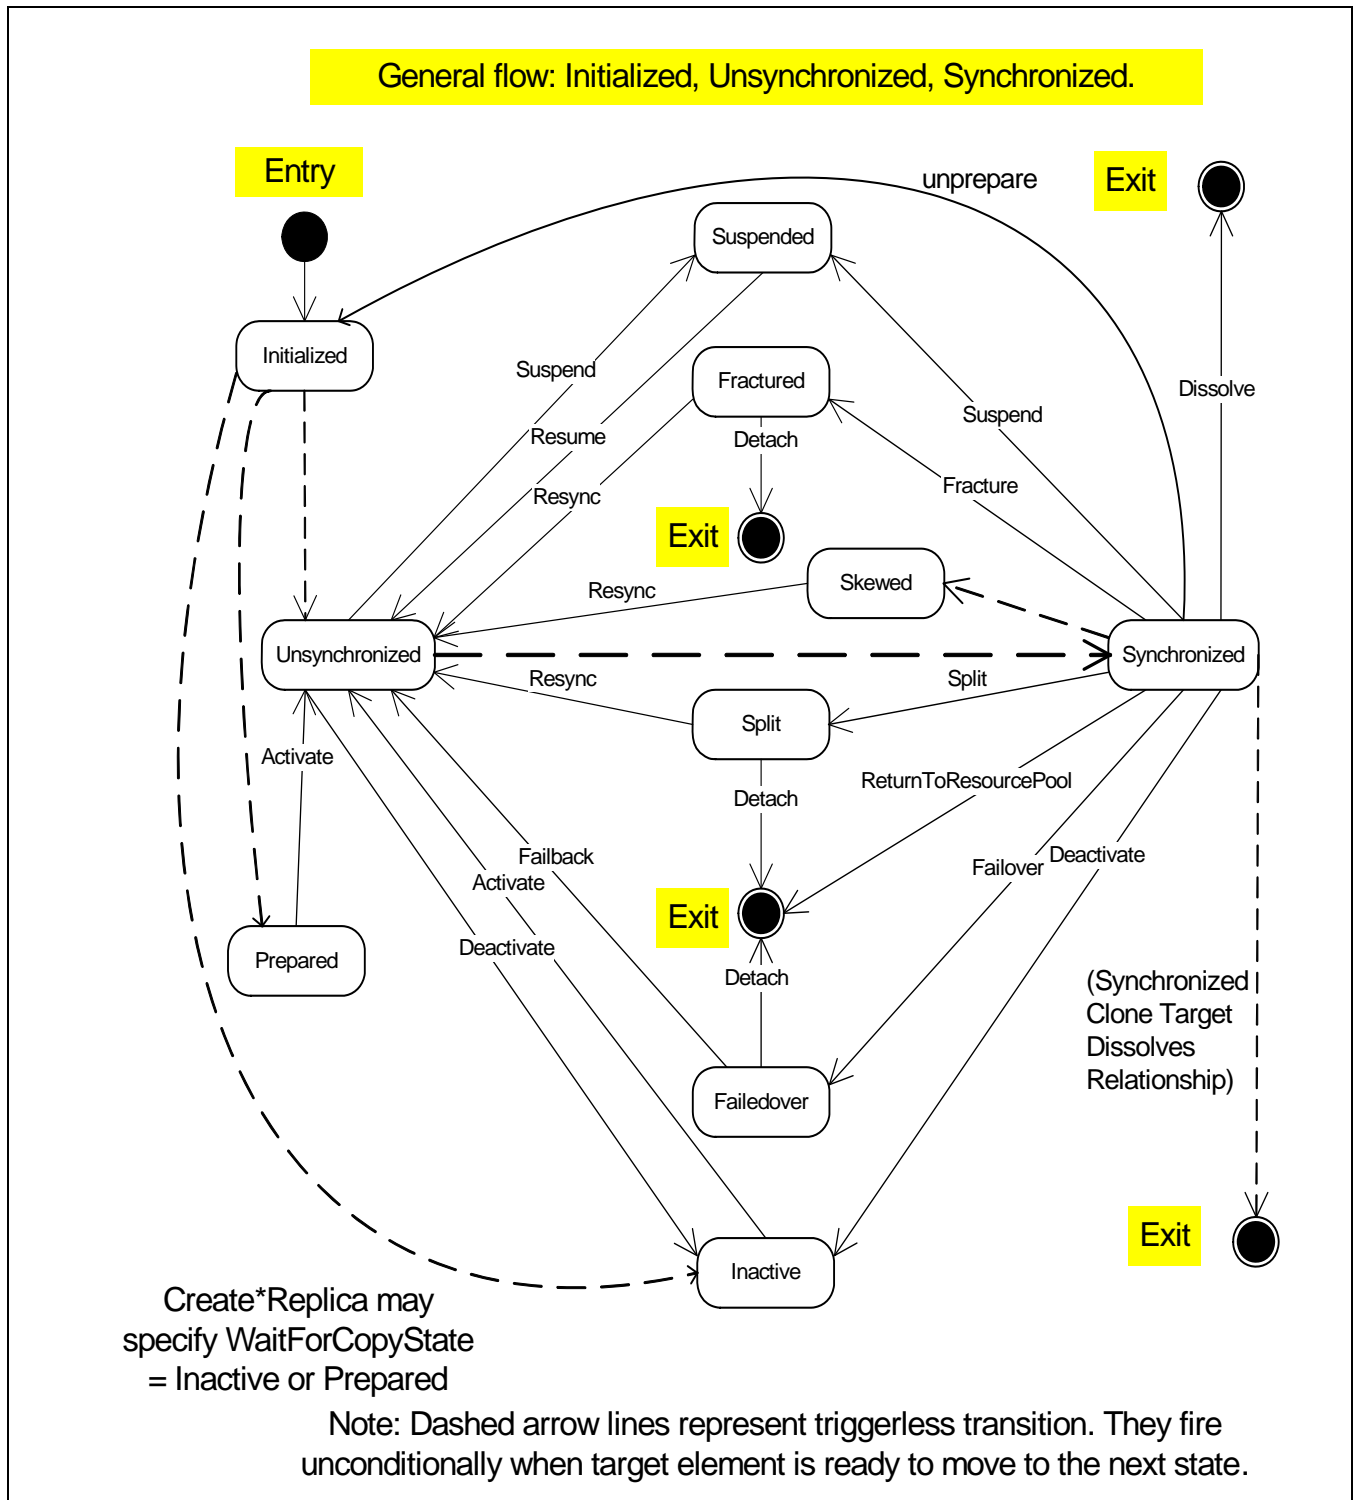 General flow: Initialized, Unsynchronized, Synchronized.
Entry
unprepare
Exit
Suspended
Initialized
Suspend
Fractured
Dissolve
Suspend
Resume
Detach
Resync
Fracture
Exit
Resync
Skewed
Unsynchronized
Synchronized
Resync
Split
Split
Activate
ReturnToResourcePool
Detach
Failback
Failover
Deactivate
Activate
Exit
Deactivate
Prepared
Detach
(Synchronized
Clone Target
Dissolves
Relationship)
Failedover
Exit
Inactive
Create*Replica may
specify WaitForCopyState
= Inactive or Prepared
Note: Dashed arrow lines represent triggerless transition. They fire
unconditionally when target element is ready to move to the next state.